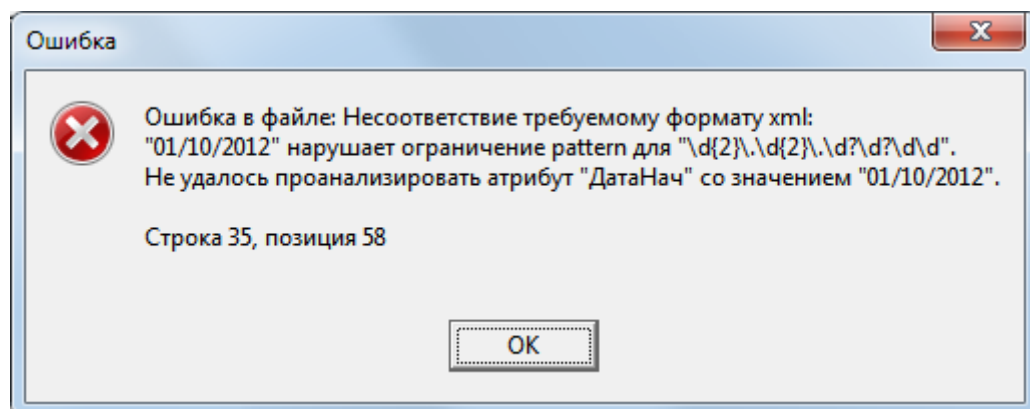 Ошибка
Ошибка в файле: Несоответствие требуемому формату xml:
"01/10/2012" нарушает ограничение pattern для "\d{2}\.\d{2}\.\d?\d?\d\d".
Не удалось проанализировать атрибут "ДатаНач" со значением "01/10/2012".
Строка 35, позиция 58
OK